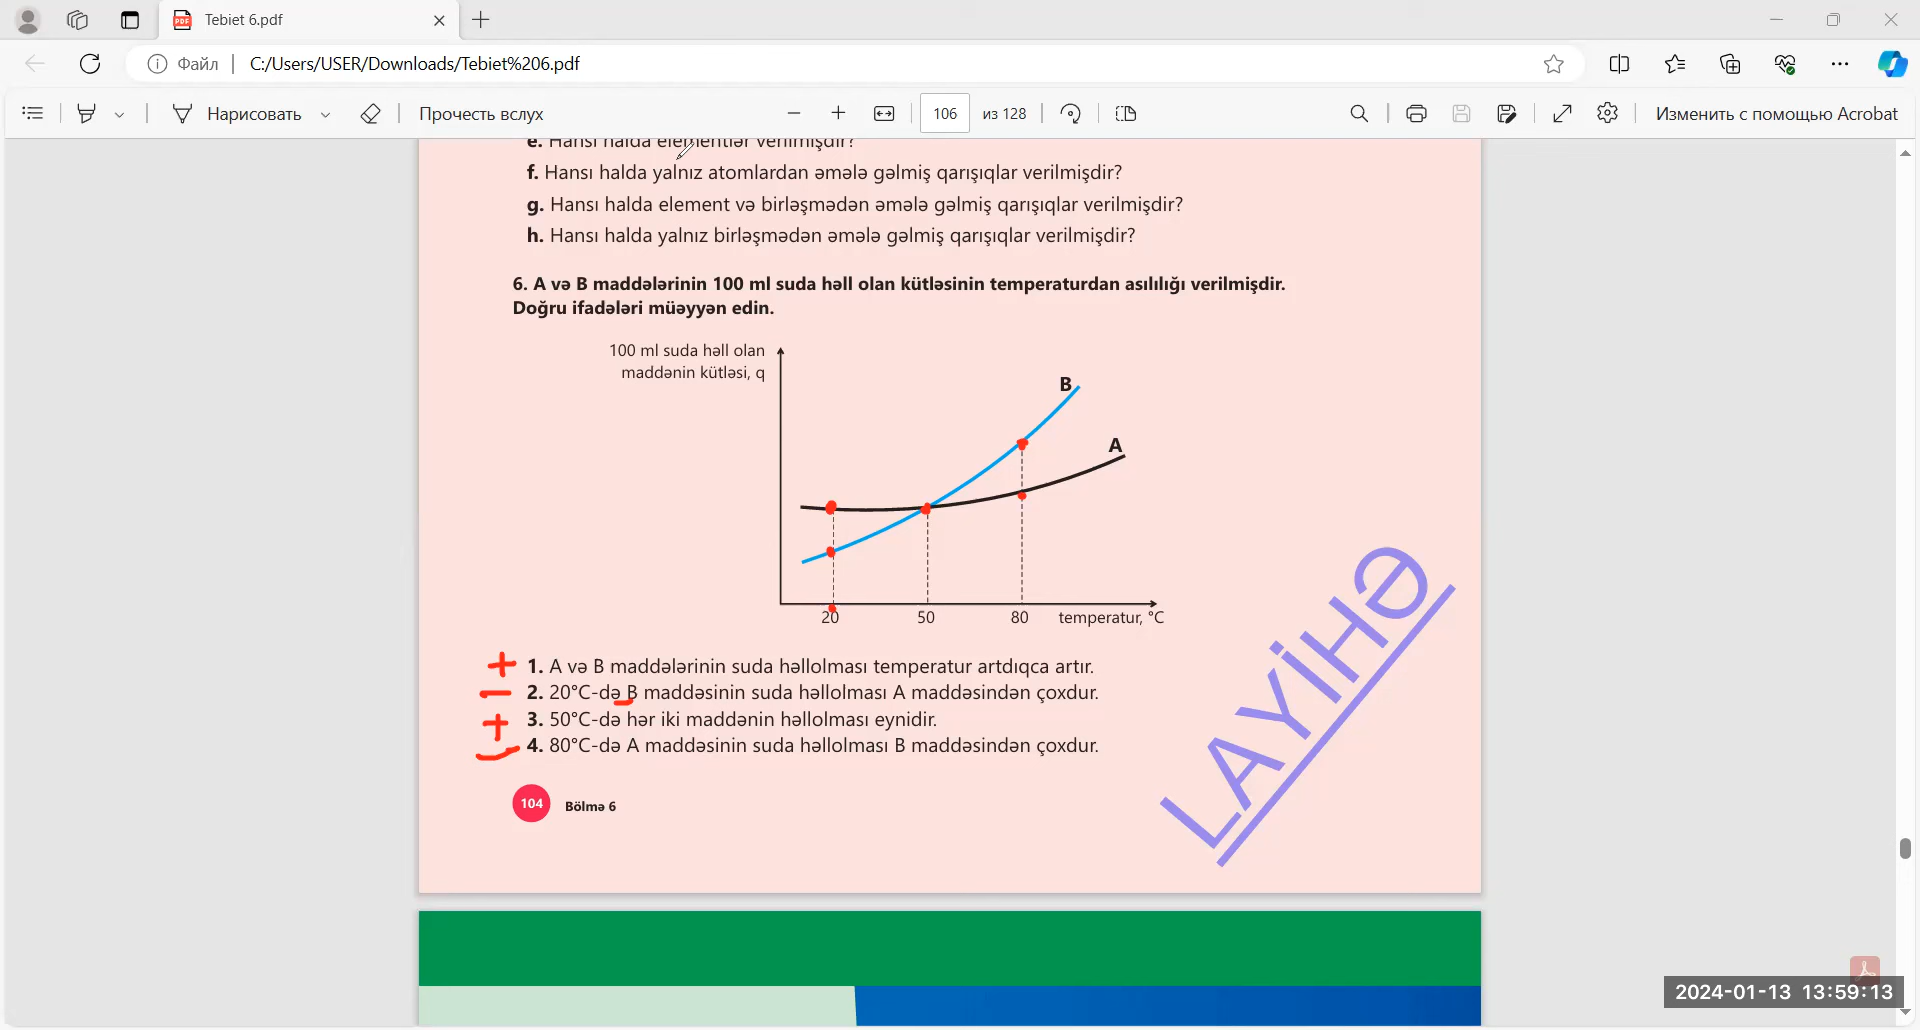 Tebiet 6.pdf
Файл
C:/Users/USER/Downloads/Tebiet%206.pdf
Нарисовать
Прочесть вслух
106
из 128
Изменить с помощью Acrobat
e. Hansı halda elementlər verilmişdir?
f. Hansı halda yalnız atomlardan əmələ gəlmiş qarışıqlar verilmişdir?
g. Hansı halda element və birləşmədən əmələ gəlmiş qarışıqlar verilmişdir?
h. Hansı halda yalnız birləşmədən əmələ gəlmiş qarışıqlar verilmişdir?
6. A və B maddələrinin 100 ml suda həll olan kütləsinin temperaturdan asılılığı verilmişdir.
Doğru ifadələri müəyyən edin.
100 ml suda həll olan
maddənin kütləsi, q
B
A
20
50
80
temperatur, °C
+ 1. A və B maddələrinin suda həllolması temperatur artdıqca artır.
– 2. 20°C-də B maddəsinin suda həllolması A maddəsindən çoxdur.
+ 3. 50°C-də hər iki maddənin həllolması eynidir.
– 4. 80°C-də A maddəsinin suda həllolması B maddəsindən çoxdur.
LAYİHƏ
104
Bölmə 6
2024-01-13 13:59:13